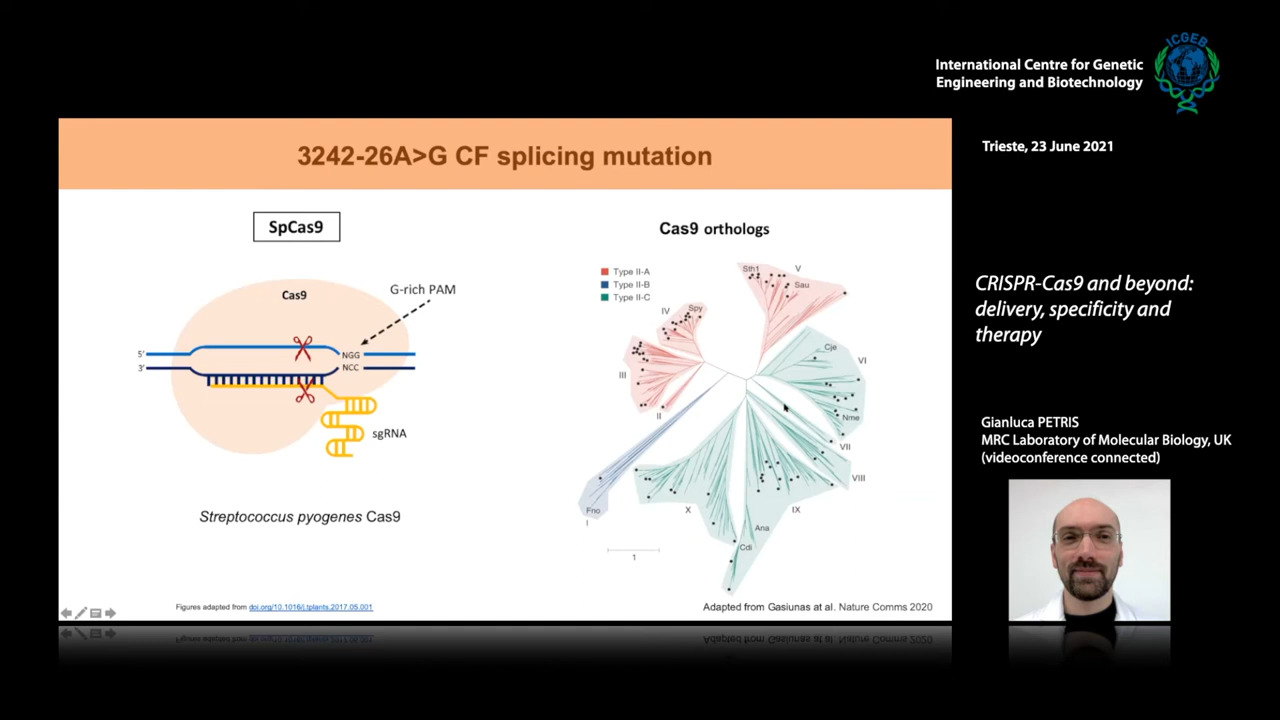 ICGEB
International Centre for Genetic
Engineering and Biotechnology
Trieste, 23 June 2021
3242-26A>G CF splicing mutation
SpCas9
Cas9
G-rich PAM
5'
NGG
3'
NCC
sgRNA
Streptococcus pyogenes Cas9
Figures adapted from doi.org/10.1016/j.tplants.2017.05.001
Cas9 orthologs
Type II-A
Type II-B
Type II-C
Sth1
V
Sau
IV
Spy
Cje
VI
III
II
Nme
VII
VIII
Fno
I
X
IX
Ana
Cdi
1
Adapted from Gasiunas et al. Nature Comms 2020
CRISPR-Cas9 and beyond:
delivery, specificity and
therapy
Gianluca PETRIS
MRC Laboratory of Molecular Biology, UK
(videoconference connected)